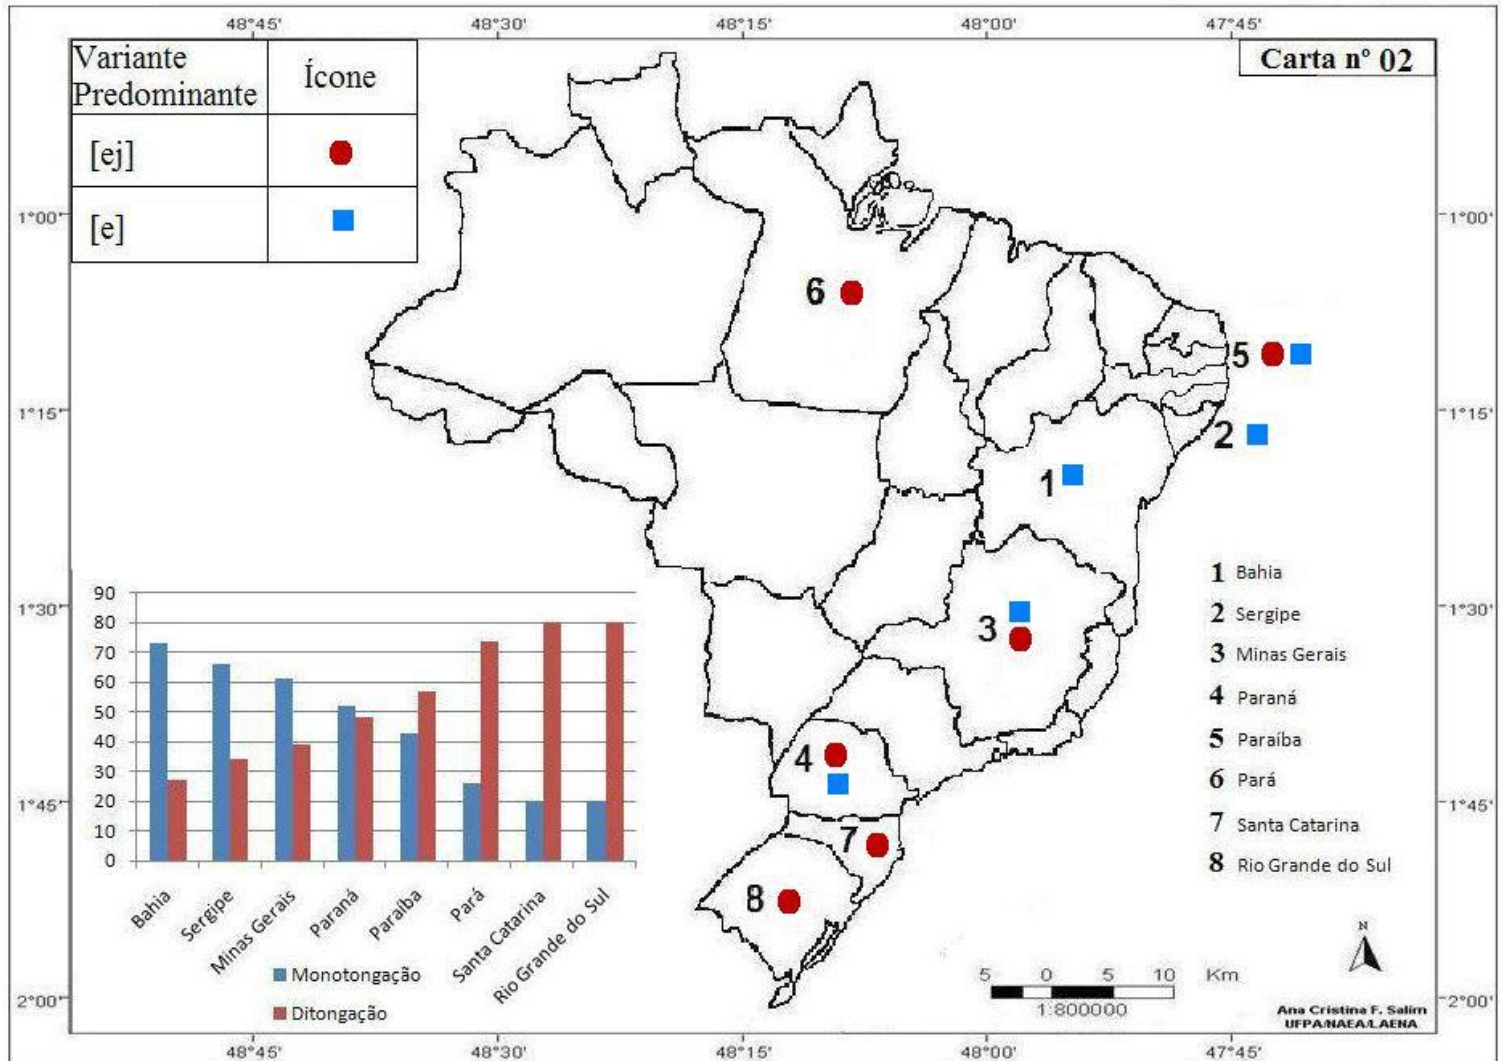 48°45' 48°30' 48°15' 48°00' 47°45'
Variante
Predominante
Ícone
[ej]
[e]
Carta nº 02
1°00' 1°00'
1°15' 1°15'
1°30' 1°30'
1°45' 1°45'
2°00' 2°00'
6
5
2
1
3
4
7
8
1 Bahia
2 Sergipe
3 Minas Gerais
4 Paraná
5 Paraíba
6 Pará
7 Santa Catarina
8 Rio Grande do Sul
90
80
70
60
50
40
30
20
10
0
Bahia
Sergipe
Minas Gerais
Paraná
Paraíba
Pará
Santa Catarina
Rio Grande do Sul
Monotongação
Ditongação
N
5 0 5 10 Km
1:800000
Ana Cristina F. Salim
UFPA/NAEA/LAENA
48°45' 48°30' 48°15' 48°00' 47°45'